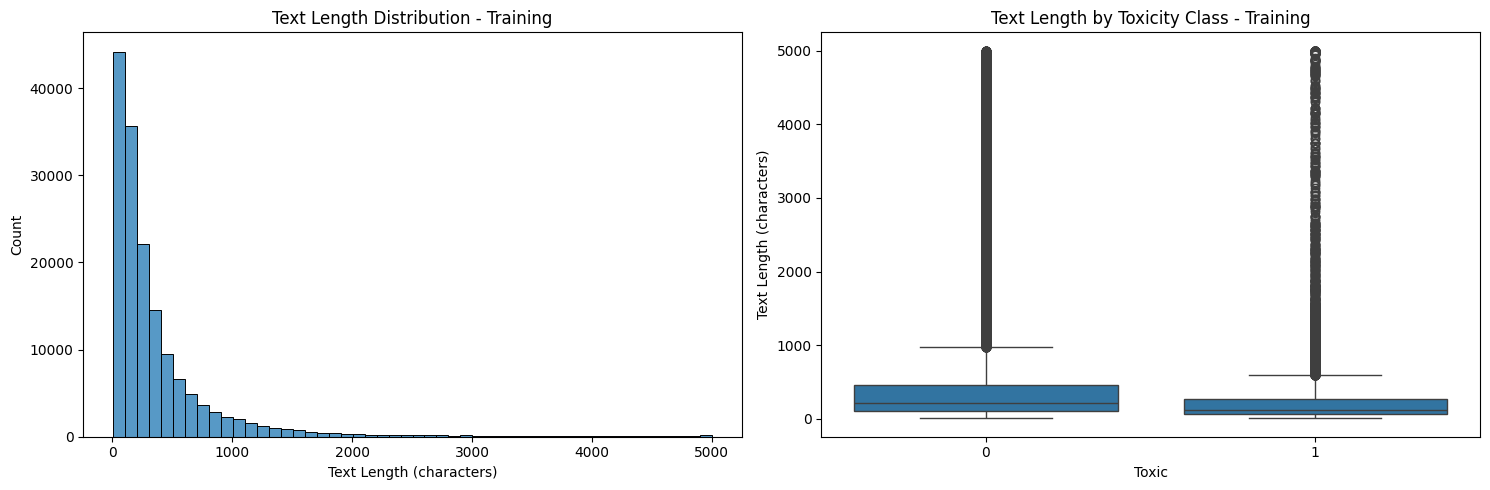 Text Length Distribution - Training
Count
40000
30000
20000
10000
0
0 1000 2000 3000 4000 5000
Text Length (characters)
Text Length by Toxicity Class - Training
Text Length (characters)
5000
4000
3000
2000
1000
0
0 1
Toxic